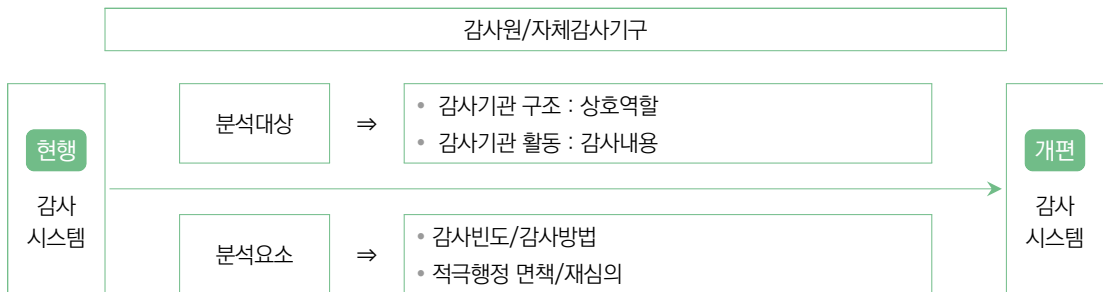 감사원/자체감사기구
현행
감사
시스템
분석대상
⇒
• 감사기관 구조 : 상호역할
• 감사기관 활동 : 감사내용
분석요소
⇒
• 감사빈도/감사방법
• 적극행정 면책/재심의
개편
감사
시스템